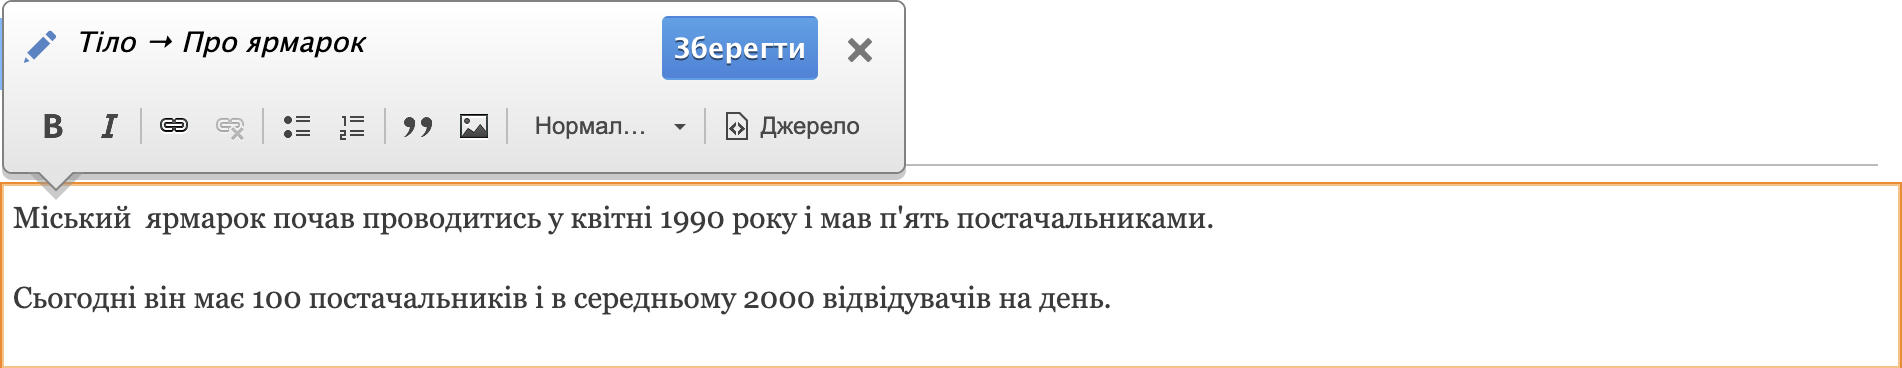 Тіло → Про ярмарок
Зберегти
B I Нормал... Джерело
Міський  ярмарок почав проводитись у квітні 1990 року і мав п'ять постачальниками.
Сьогодні він має 100 постачальників і в середньому 2000 відвідувачів на день.